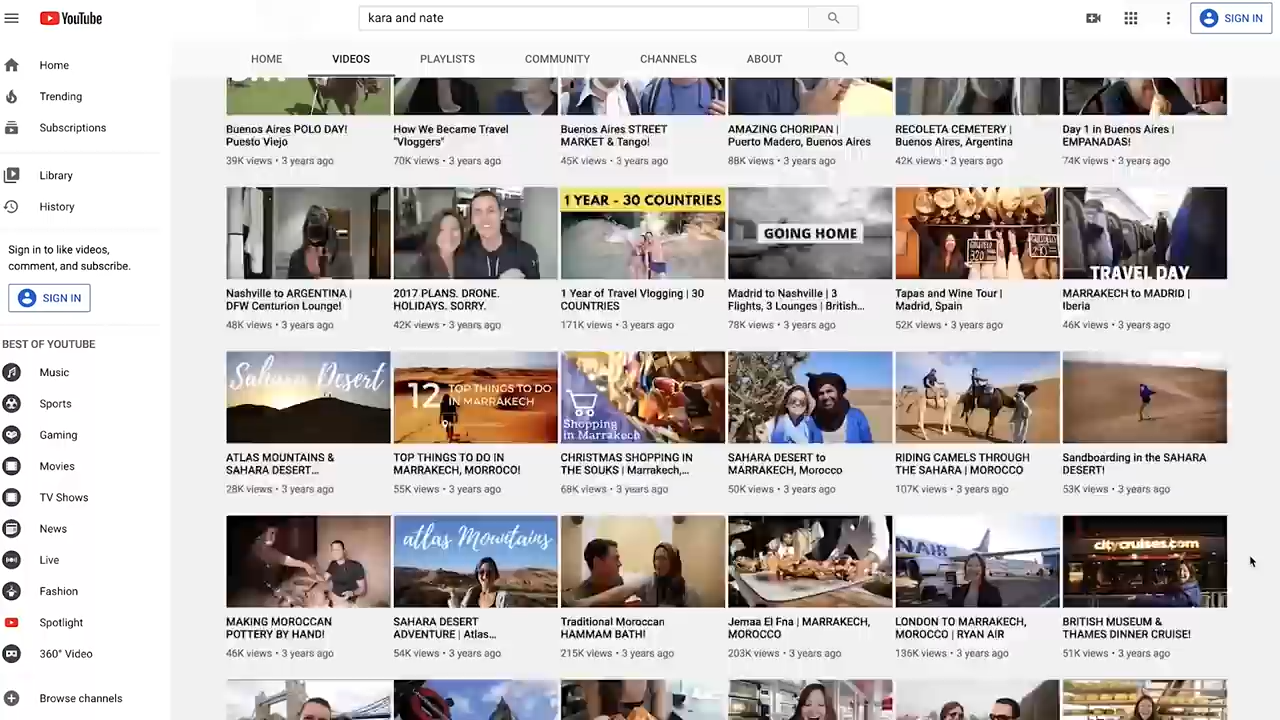 YouTube
kara and nate
SIGN IN
HOME
VIDEOS
PLAYLISTS
COMMUNITY
CHANNELS
ABOUT
Home
Trending
Subscriptions
Library
History
Sign in to like videos,
comment, and subscribe.
SIGN IN
BEST OF YOUTUBE
Music
Sports
Gaming
Movies
TV Shows
News
Live
Fashion
Spotlight
360° Video
Browse channels
Buenos Aires POLO DAY!
Puesto Viejo
39K views • 3 years ago
How We Became Travel
"Vloggers"
70K views • 3 years ago
Buenos Aires STREET
MARKET & Tango!
45K views • 3 years ago
AMAZING CHORIPAN |
Puerto Madero, Buenos Aires
88K views • 3 years ago
RECOLETA CEMETERY |
Buenos Aires, Argentina
42K views • 3 years ago
Day 1 in Buenos Aires |
EMPANADAS!
74K views • 3 years ago
Nashville to ARGENTINA |
DFW Centurion Lounge!
48K views • 3 years ago
2017 PLANS. DRONE.
HOLIDAYS. SORRY.
42K views • 3 years ago
1 YEAR - 30 COUNTRIES
1 Year of Travel Vlogging | 30
COUNTRIES
171K views • 3 years ago
GOING HOME
Madrid to Nashville | 3
Flights, 3 Lounges | British...
78K views • 3 years ago
Tapas and Wine Tour |
Madrid, Spain
52K views • 3 years ago
TRAVEL DAY
MARRAKECH to MADRID |
Iberia
46K views • 3 years ago
Sahara Desert
ATLAS MOUNTAINS &
SAHARA DESERT...
28K views • 3 years ago
12 TOP THINGS TO DO
IN MARRAKECH
TOP THINGS TO DO IN
MARRAKECH, MORROCO!
55K views • 3 years ago
Shopping
in Marrakech
CHRISTMAS SHOPPING IN
THE SOUKS | Marrakech,...
68K views • 3 years ago
SAHARA DESERT to
MARRAKECH, Morocco
50K views • 3 years ago
RIDING CAMELS THROUGH
THE SAHARA | MOROCCO
107K views • 3 years ago
Sandboarding in the SAHARA
DESERT!
53K views • 3 years ago
MAKING MOROCCAN
POTTERY BY HAND!
46K views • 3 years ago
atlas Mountains
SAHARA DESERT
ADVENTURE | Atlas...
54K views • 3 years ago
Traditional Moroccan
HAMMAM BATH!
215K views • 3 years ago
Jemaa El Fna | MARRAKECH,
MOROCCO
203K views • 3 years ago
NAIR
LONDON TO MARRAKECH,
MOROCCO | RYAN AIR
136K views • 3 years ago
citycruises.com
BRITISH MUSEUM &
THAMES DINNER CRUISE!
51K views • 3 years ago